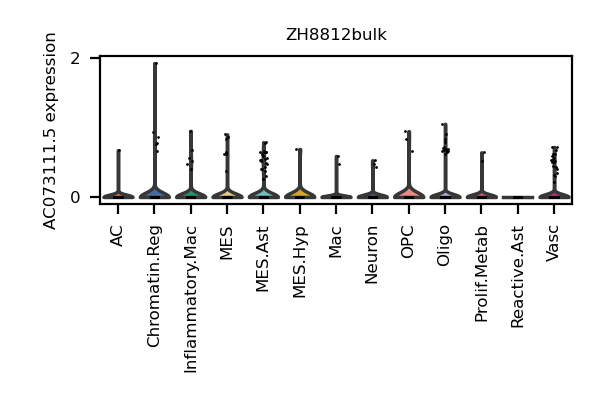 ZH8812bulk
AC073111.5 expression
2
0
AC
Chromatin.Reg
Inflammatory.Mac
MES
MES.Ast
MES.Hyp
Mac
Neuron
OPC
Oligo
Prolif.Metab
Reactive.Ast
Vasc